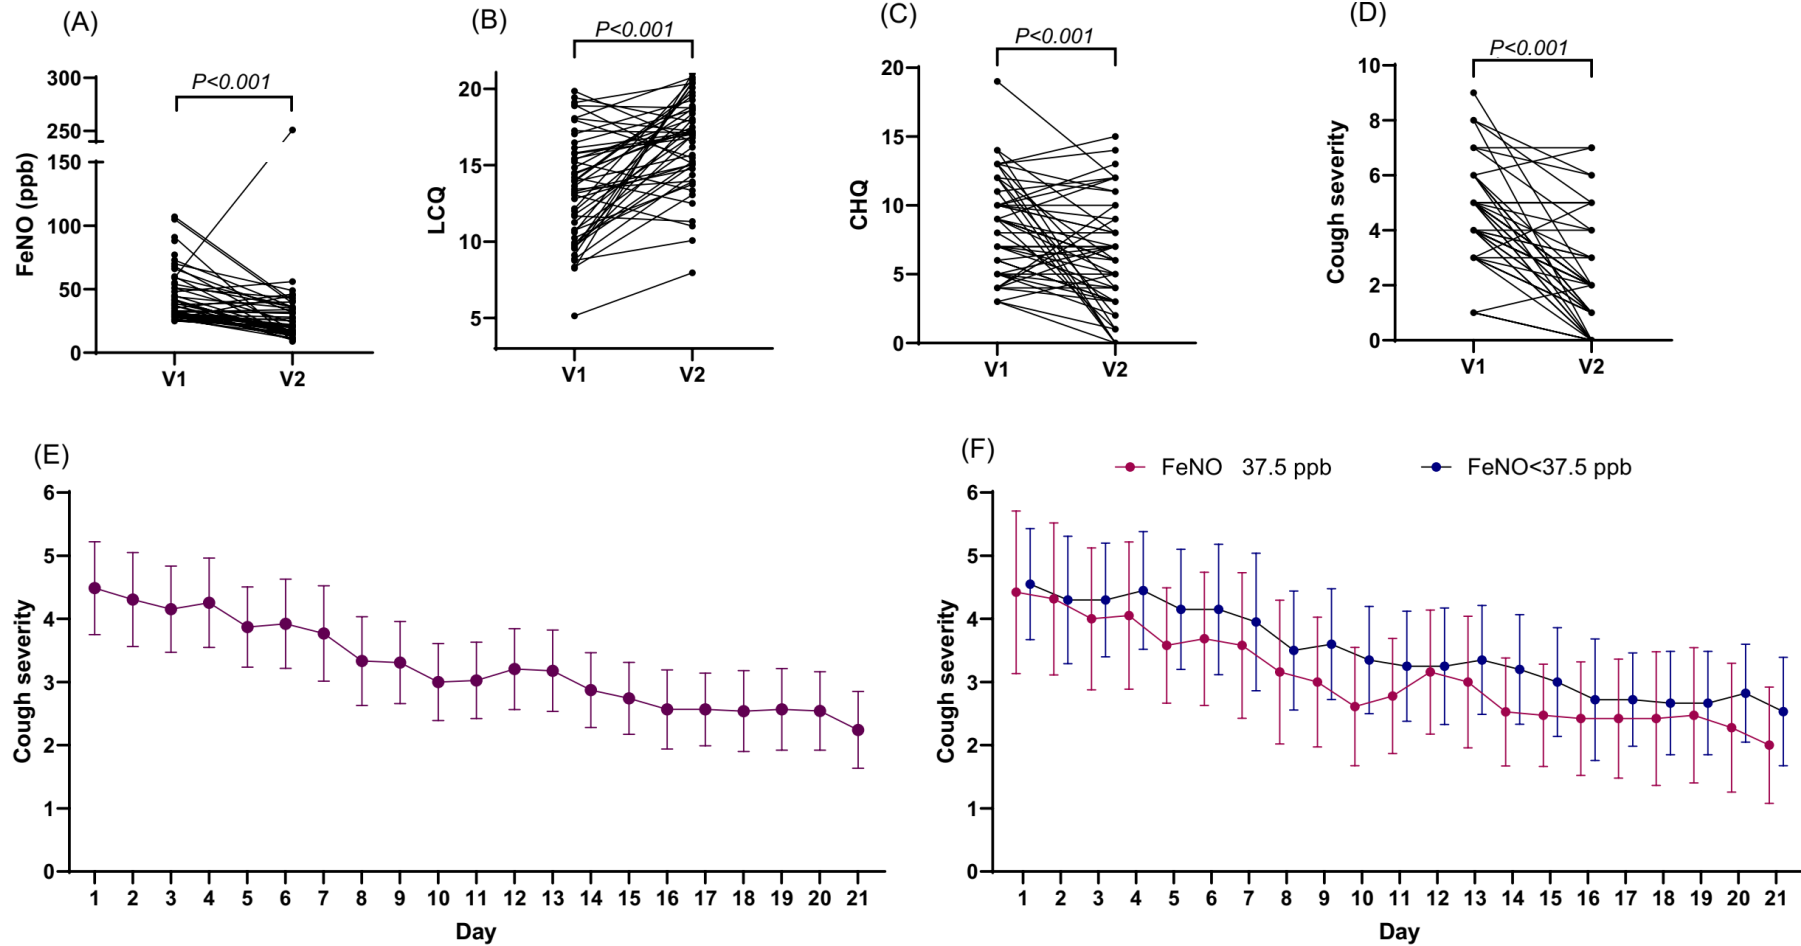 (A)
P<0.001
FeNO (ppb)
300
250
150
100
50
0
V1 V2
(B)
P<0.001
LCQ
20
15
10
5
V1 V2
(C)
P<0.001
CHQ
20
15
10
5
0
V1 V2
(D)
P<0.001
Cough severity
10
8
6
4
2
0
V1 V2
(E)
Cough severity
6
5
4
3
2
1
0
1 2 3 4 5 6 7 8 9 10 11 12 13 14 15 16 17 18 19 20 21
Day
(F)
FeNO 37.5 ppb FeNO<37.5 ppb
Cough severity
6
5
4
3
2
1
0
1 2 3 4 5 6 7 8 9 10 11 12 13 14 15 16 17 18 19 20 21
Day